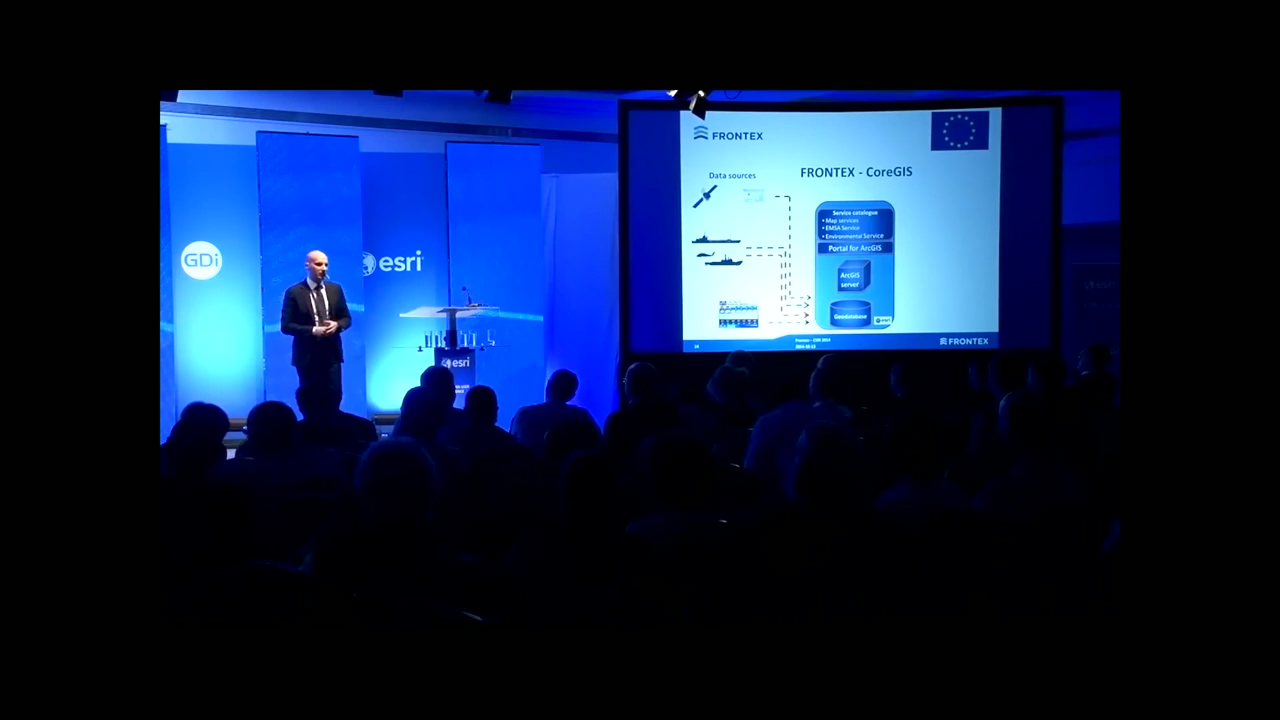 GDi
esri
esri
FRONTEX
Data sources
FRONTEX - CoreGIS
Service catalogue
• Map services
• EMSA Service
• Environmental Service
Portal for ArcGIS
ArcGIS
server
Geodatabase
esri
FRONTEX